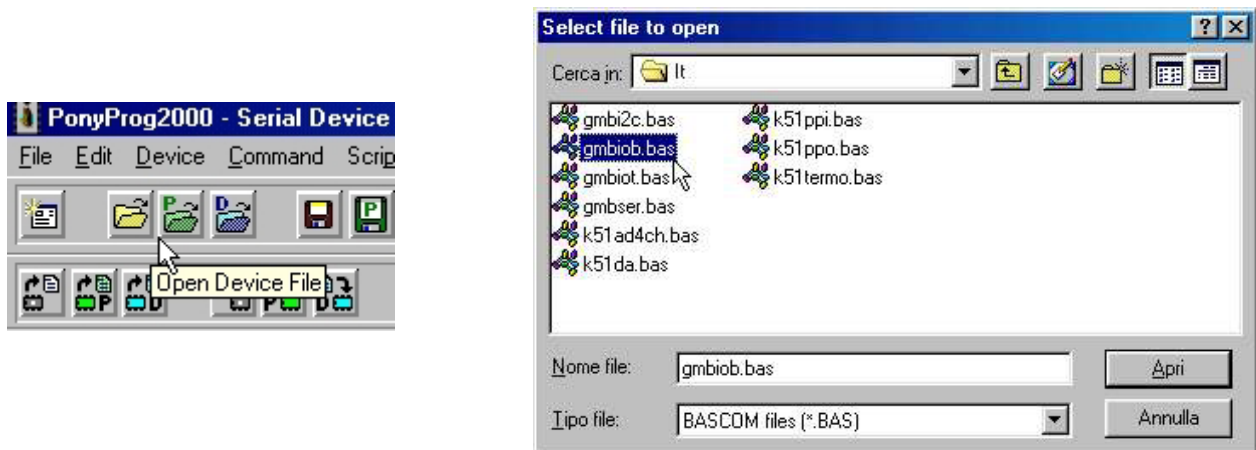 PonyProg2000 - Serial Device
File Edit Device Command Scrip
Open Device File
Select file to open
Cerca in: It
gmbi2c.bas
gmbiob.bas
gmbiot.bas
gmbser.bas
k51ad4ch.bas
k51da.bas
k51ppi.bas
k51ppo.bas
k51termo.bas
Nome file: gmbiob.bas Apri
Tipo file: BASCOM files (*.BAS) Annulla